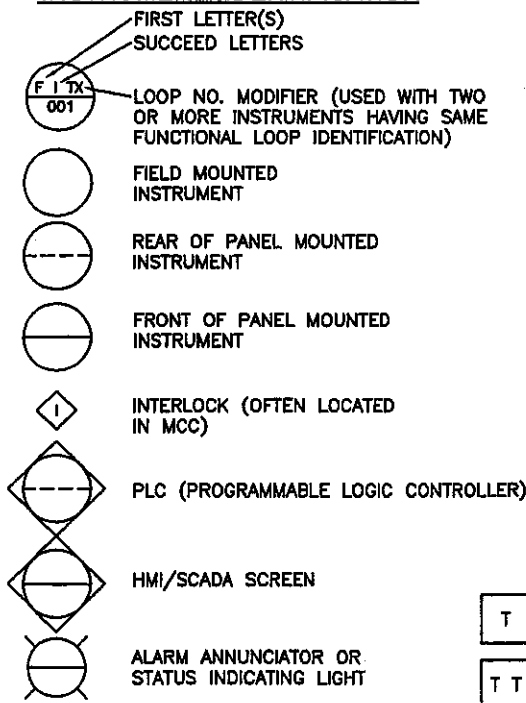 FIRST LETTER(S)
SUCCEED LETTERS
F I TX
001
LOOP NO. MODIFIER (USED WITH TWO
OR MORE INSTRUMENTS HAVING SAME
FUNCTIONAL LOOP IDENTIFICATION)
FIELD MOUNTED
INSTRUMENT
REAR OF PANEL MOUNTED
INSTRUMENT
FRONT OF PANEL MOUNTED
INSTRUMENT
I
INTERLOCK (OFTEN LOCATED
IN MCC)
PLC (PROGRAMMABLE LOGIC CONTROLLER)
HMI/SCADA SCREEN
T
ALARM ANNUNCIATOR OR
STATUS INDICATING LIGHT
T T